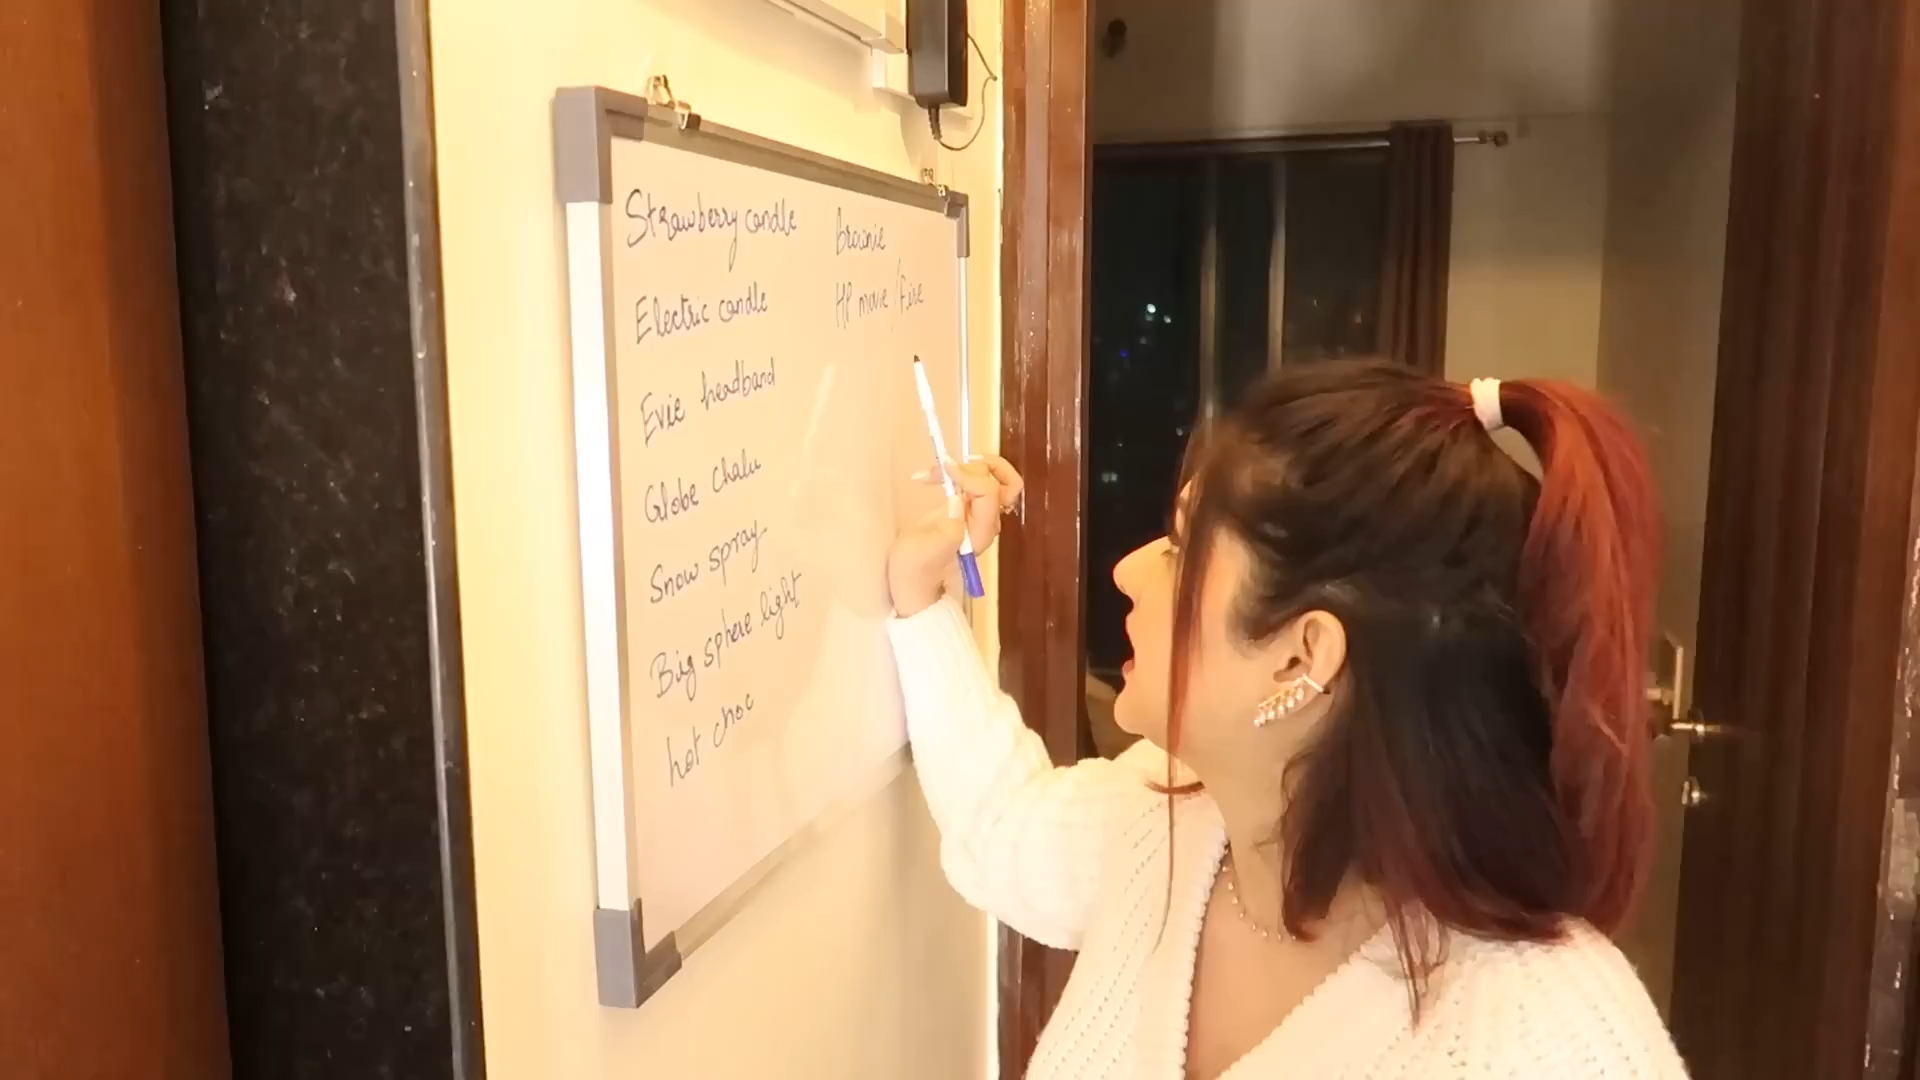 Strawberry candle
Electric candle
Evie headband
Globe chalu
Snow spray
Big sphere light
hot choc
Brownie
HP movie/fire